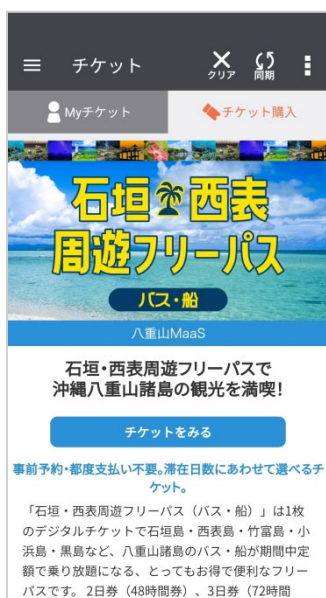 チケット
クリア
同期
Myチケット
チケット購入
石垣 西表
周遊フリーパス
バス・船
八重山MaaS
石垣・西表周遊フリーパスで
沖縄八重山諸島の観光を満喫!
チケットをみる
事前予約・都度支払い不要。滞在日数にあわせて選べるチ
ケット。
「石垣・西表周遊フリーパス（バス・船）」は1枚
のデジタルチケットで石垣島・西表島・竹富島・小
浜島・黒島など、八重山諸島のバス・船が期間中定
額で乗り放題になる、とってもお得で便利なフリー
パスです。 2日券（48時間券）、3日券（72時間